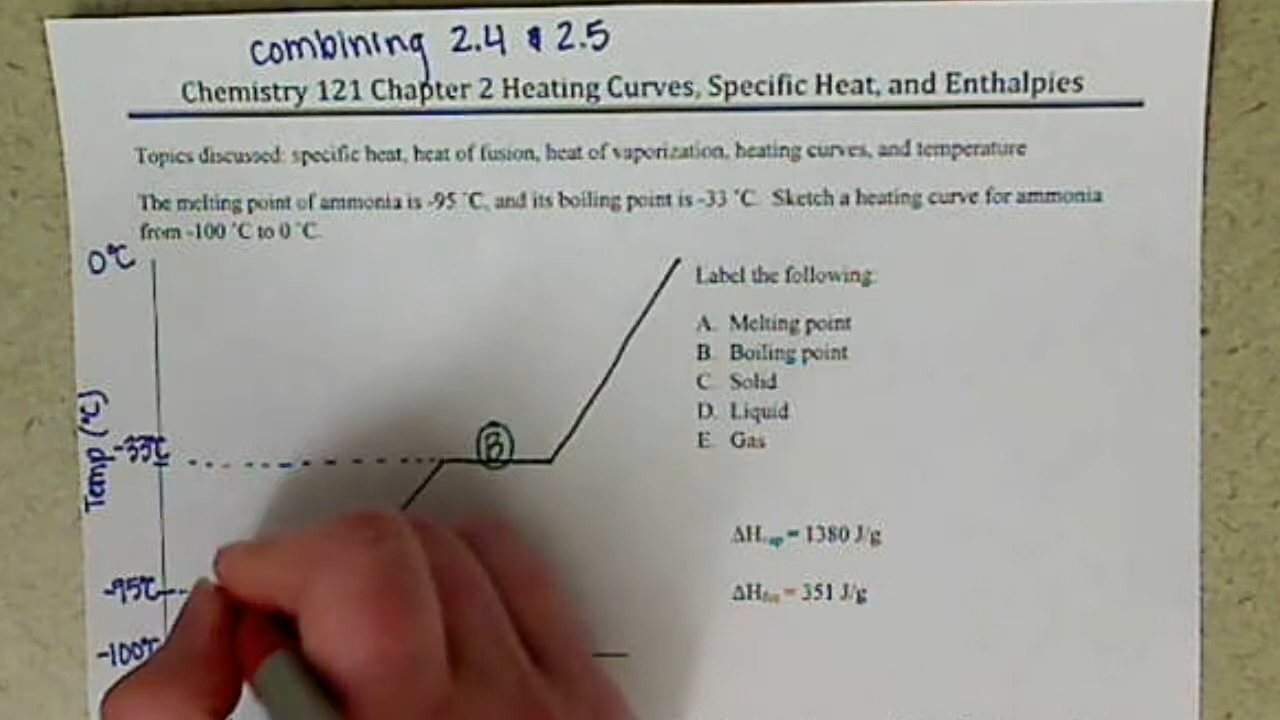 combining 2.4 & 2.5
Chemistry 121 Chapter 2 Heating Curves, Specific Heat, and Enthalpies
Topics discussed: specific heat, heat of fusion, heat of vaporization, heating curves, and temperature
The melting point of ammonia is -95 °C, and its boiling point is -33 °C. Sketch a heating curve for ammonia
from -100 °C to 0 °C.
0°C
Label the following:
A. Melting point
B. Boiling point
C. Solid
D. Liquid
E. Gas
Temp (°C)
-33°C
B
ΔHvap = 1380 J/g
-95°C
ΔHfus = 351 J/g
-100°C